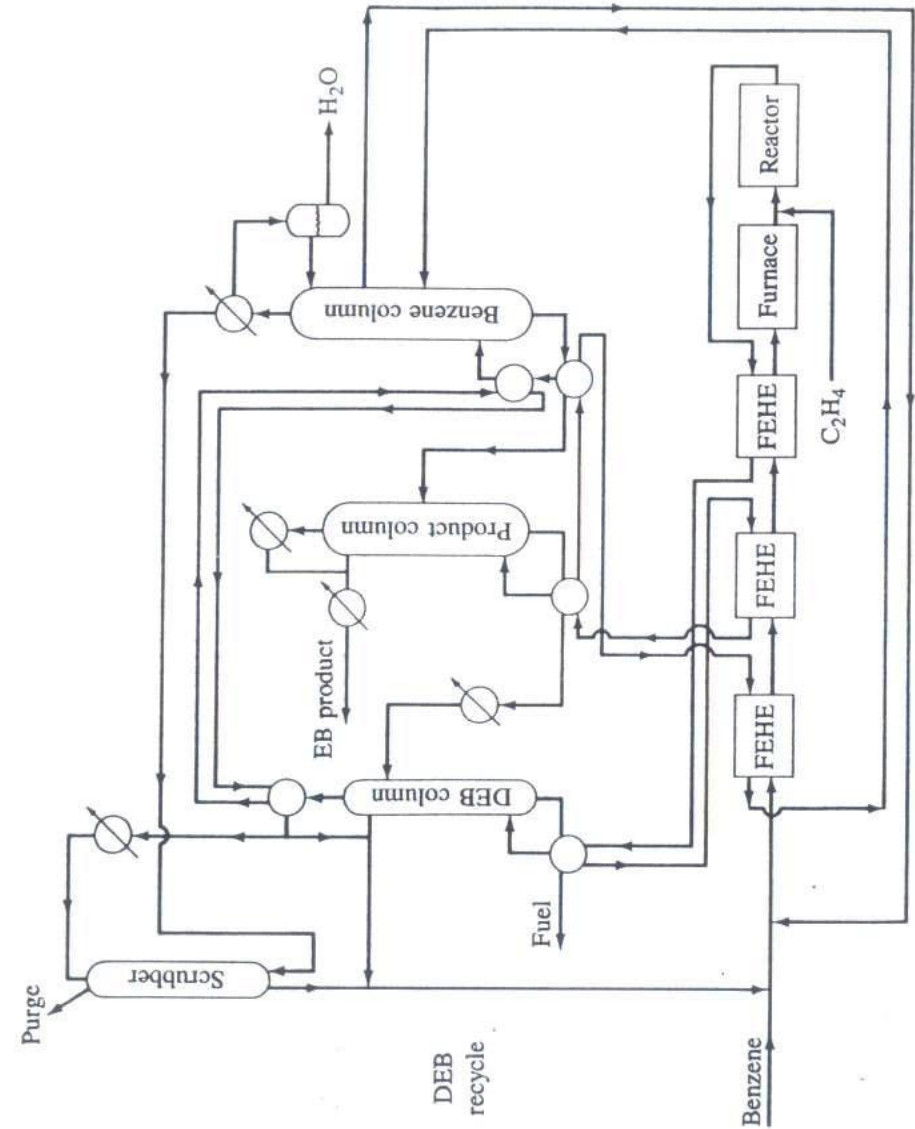 H₂O
Benzene column
Product column
EB product
DEB column
Scrubber
Purge
Fuel
DEB
recycle
Reactor
Furnace
FEHE
FEHE
FEHE
C₂H₄
Benzene